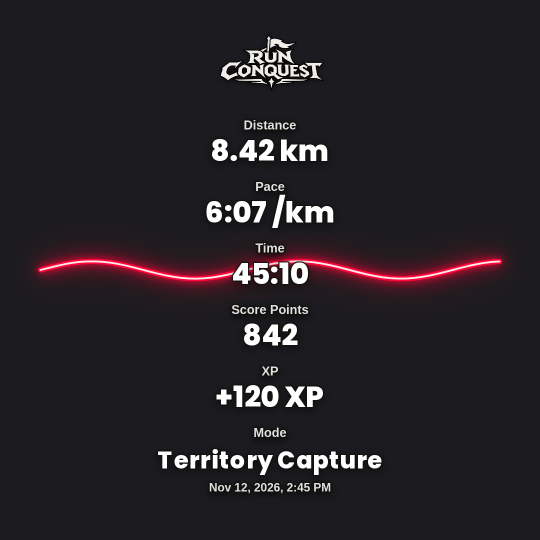 RUN
CONQUEST
Distance
8.42 km
Pace
6:07 /km
Time
45:10
Score Points
842
XP
+120 XP
Mode
Territory Capture
Nov 12, 2026, 2:45 PM